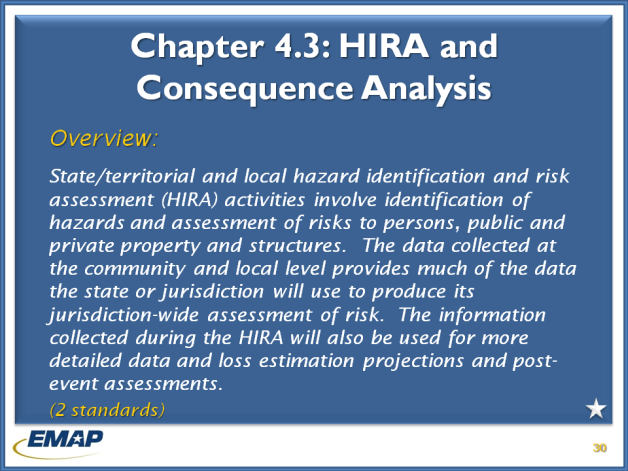 Chapter 4.3: HIRA and
Consequence Analysis
Overview:
State/territorial and local hazard identification and risk
assessment (HIRA) activities involve identification of
hazards and assessment of risks to persons, public and
private property and structures.  The data collected at
the community and local level provides much of the data
the state or jurisdiction will use to produce its
jurisdiction-wide assessment of risk.  The information
collected during the HIRA will also be used for more
detailed data and loss estimation projections and post-
event assessments.
(2 standards)
EMAP
30